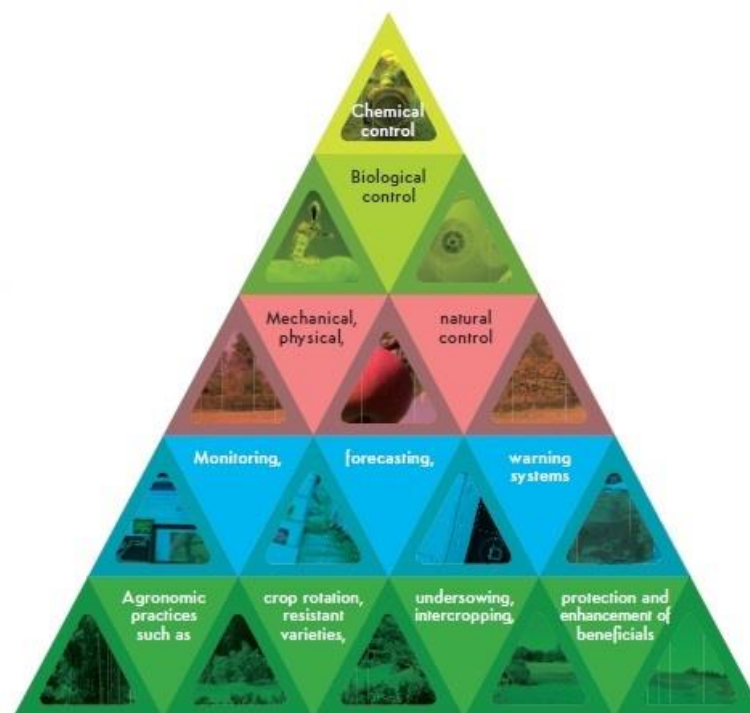 Chemical
control
Biological
control
Mechanical,
physical,
natural
control
Monitoring,
forecasting,
warning
systems
Agronomic
practices
such as
crop rotation,
resistant
varieties,
undersowing,
intercropping,
protection and
enhancement of
beneficials